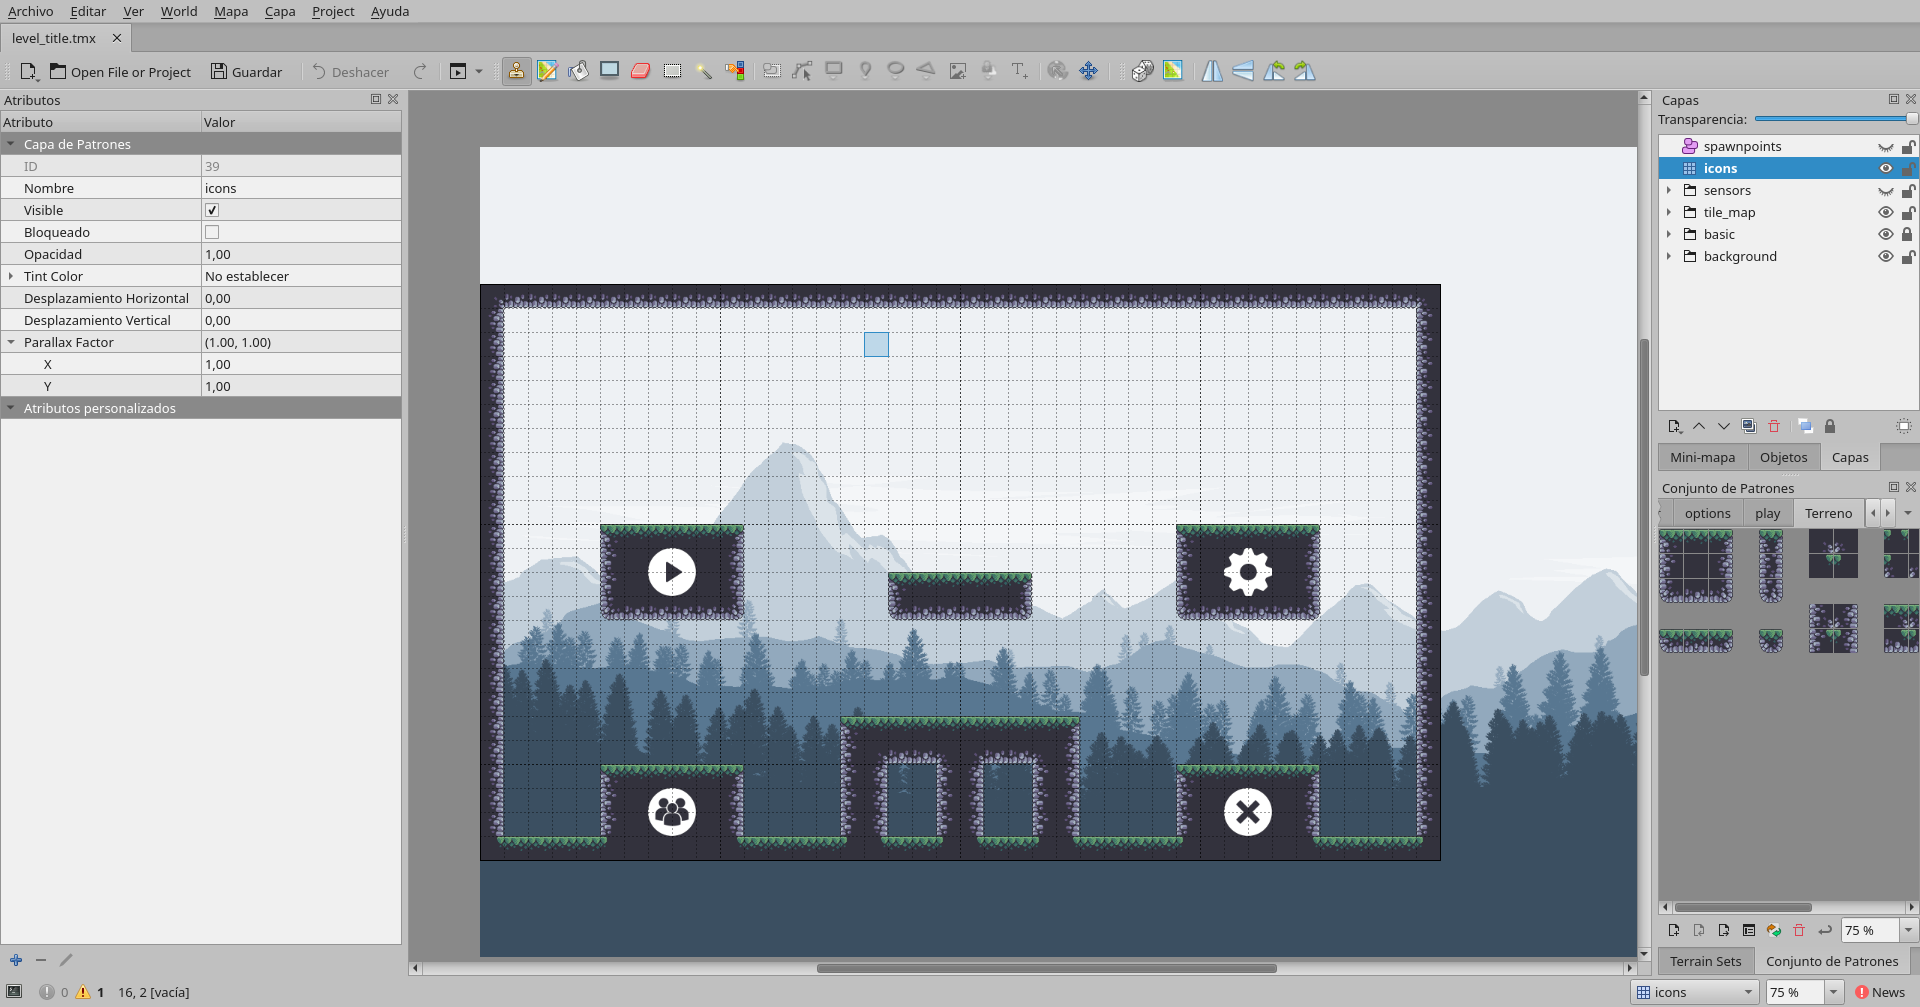 Archivo Editar Ver World Mapa Capa Project Ayuda
level_title.tmx
Open File or Project Guardar Deshacer
Atributos
Atributo Valor
Capa de Patrones
ID 39
Nombre icons
Visible
Bloqueado
Opacidad 1,00
Tint Color No establecer
Desplazamiento Horizontal 0,00
Desplazamiento Vertical 0,00
Parallax Factor (1.00, 1.00)
X 1,00
Y 1,00
Atributos personalizados
Capas
Transparencia:
spawnpoints
icons
sensors
tile_map
basic
background
Mini-mapa Objetos Capas
Conjunto de Patrones
options play Terreno
75 %
Terrain Sets Conjunto de Patrones
0 1 16, 2 [vacía]
icons 75 % News